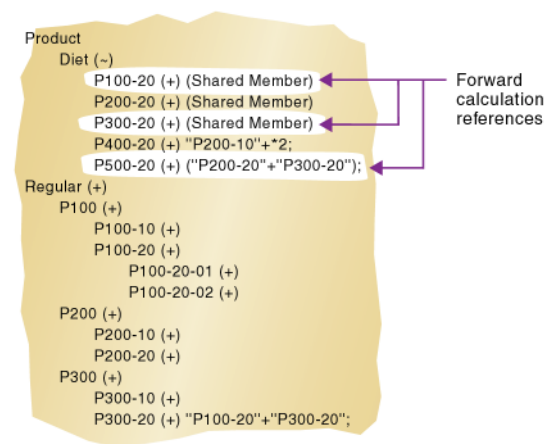 Product
Diet (~)
P100-20 (+) (Shared Member)
P200-20 (+) (Shared Member)
P300-20 (+) (Shared Member)
P400-20 (+) "P200-10"+*2;
P500-20 (+) ("P200-20"+"P300-20");
Regular (+)
P100 (+)
P100-10 (+)
P100-20 (+)
P100-20-01 (+)
P100-20-02 (+)
P200 (+)
P200-10 (+)
P200-20 (+)
P300 (+)
P300-10 (+)
P300-20 (+) "P100-20"+"P300-20";
Forward
calculation
references